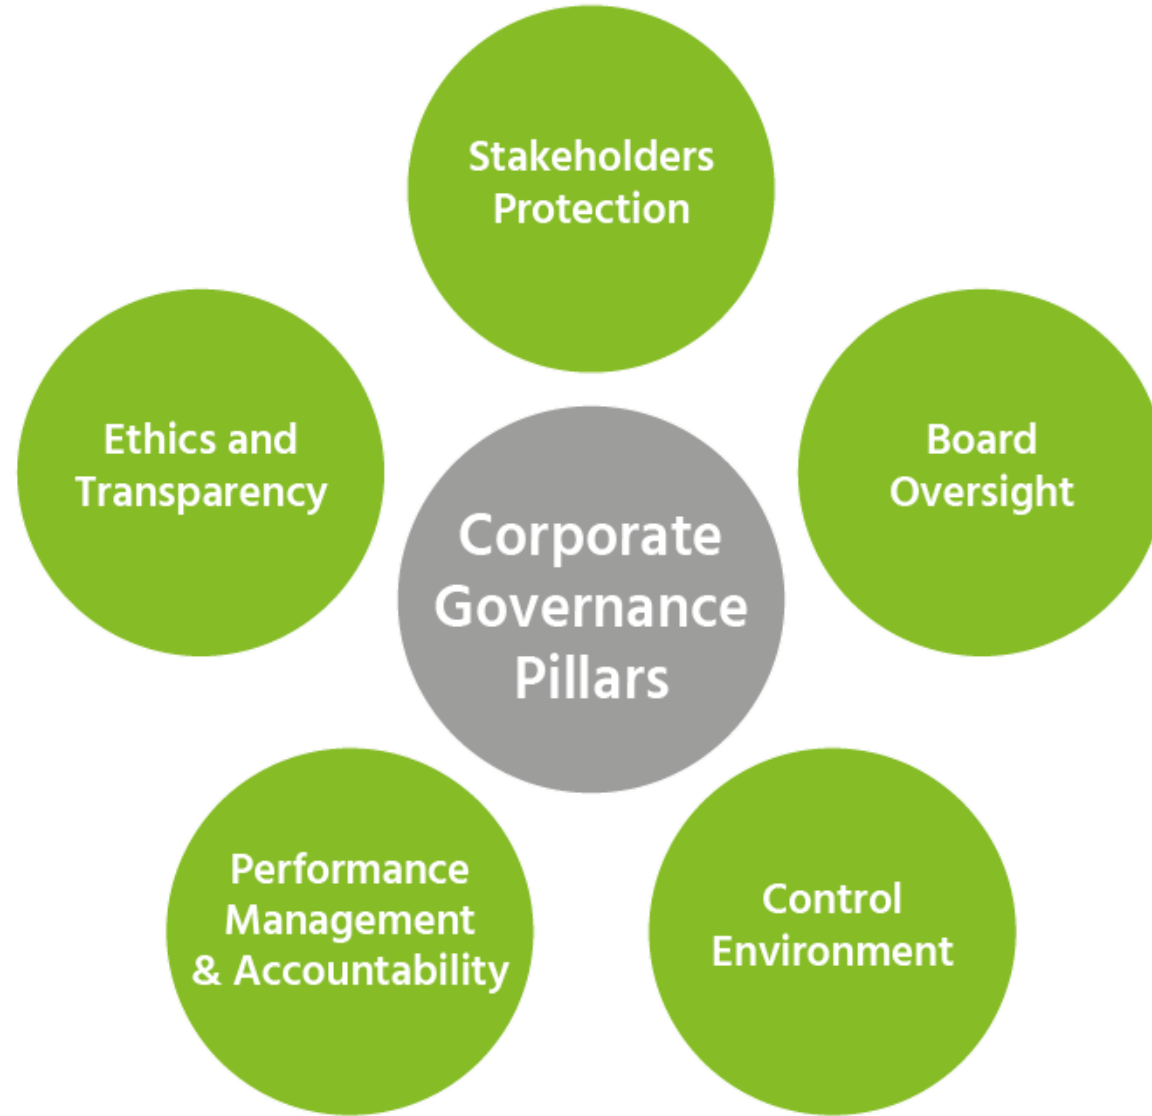 Stakeholders
Protection
Ethics and
Transparency
Board
Oversight
Corporate
Governance
Pillars
Performance
Management
& Accountability
Control
Environment